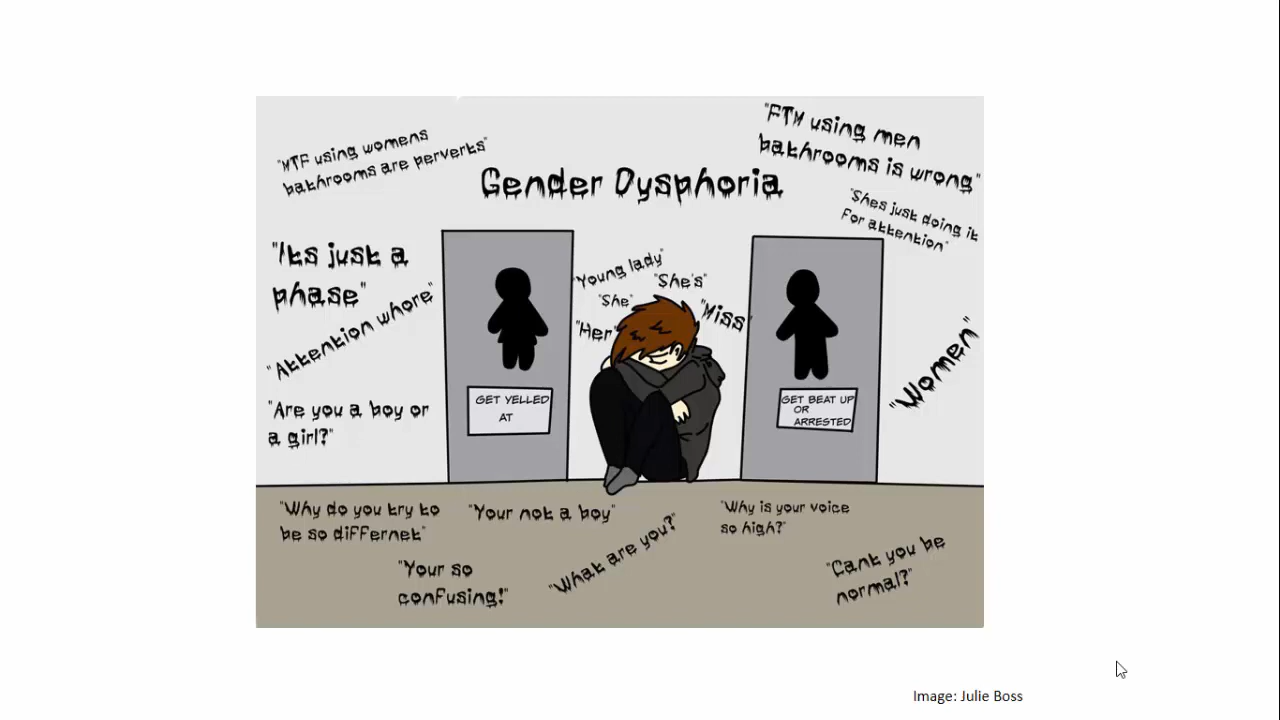 "MTF using womens
bathrooms are perverts"
Gender Dysphoria
"FTM using men
bathrooms is wrong"
"Shes just doing it
for attention"
"Its just a
phase"
"Attention whore"
"Are you a boy or
a girl?"
"Young lady"
"She's"
"She"
"Her"
"Miss"
GET YELLED
AT
GET BEAT UP
OR
ARRESTED
"Women"
"Why do you try to
be so differnet"
"Your not a boy"
"Why is your voice
so high?"
"Your so
confusing!"
"What are you?"
"Cant you be
normal?"
Image: Julie Boss